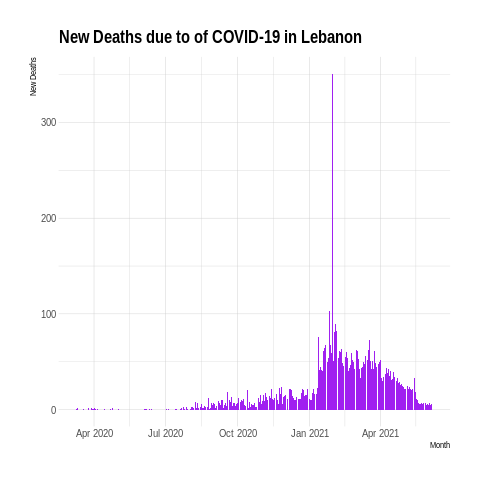 New Deaths due to of COVID-19 in Lebanon
New Deaths
300
200
100
0
Apr 2020 Jul 2020 Oct 2020 Jan 2021 Apr 2021
Month